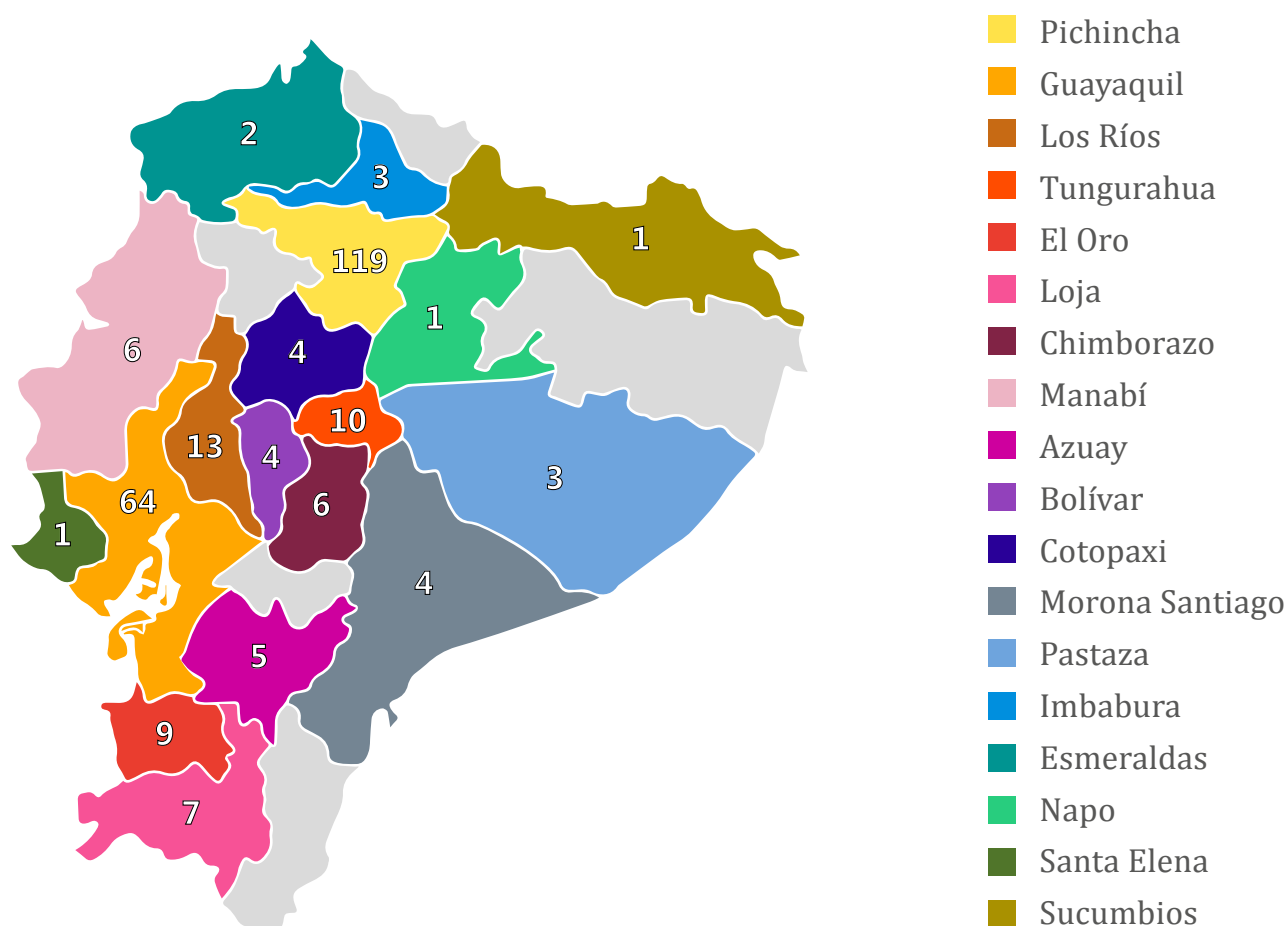 2
3
1
119
1
6
4
10
13
4
3
64
6
1
4
5
9
7
Pichincha
Guayaquil
Los Ríos
Tungurahua
El Oro
Loja
Chimborazo
Manabí
Azuay
Bolívar
Cotopaxi
Morona Santiago
Pastaza
Imbabura
Esmeraldas
Napo
Santa Elena
Sucumbios